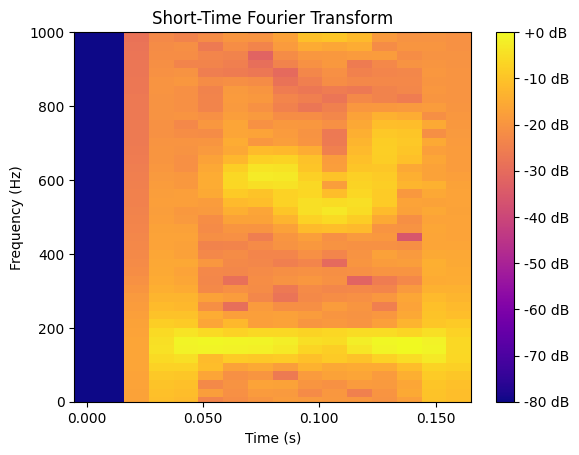 Short-Time Fourier Transform
1000
800
600
400
200
0
Frequency (Hz)
0.000
0.050
0.100
0.150
Time (s)
+0 dB
-10 dB
-20 dB
-30 dB
-40 dB
-50 dB
-60 dB
-70 dB
-80 dB